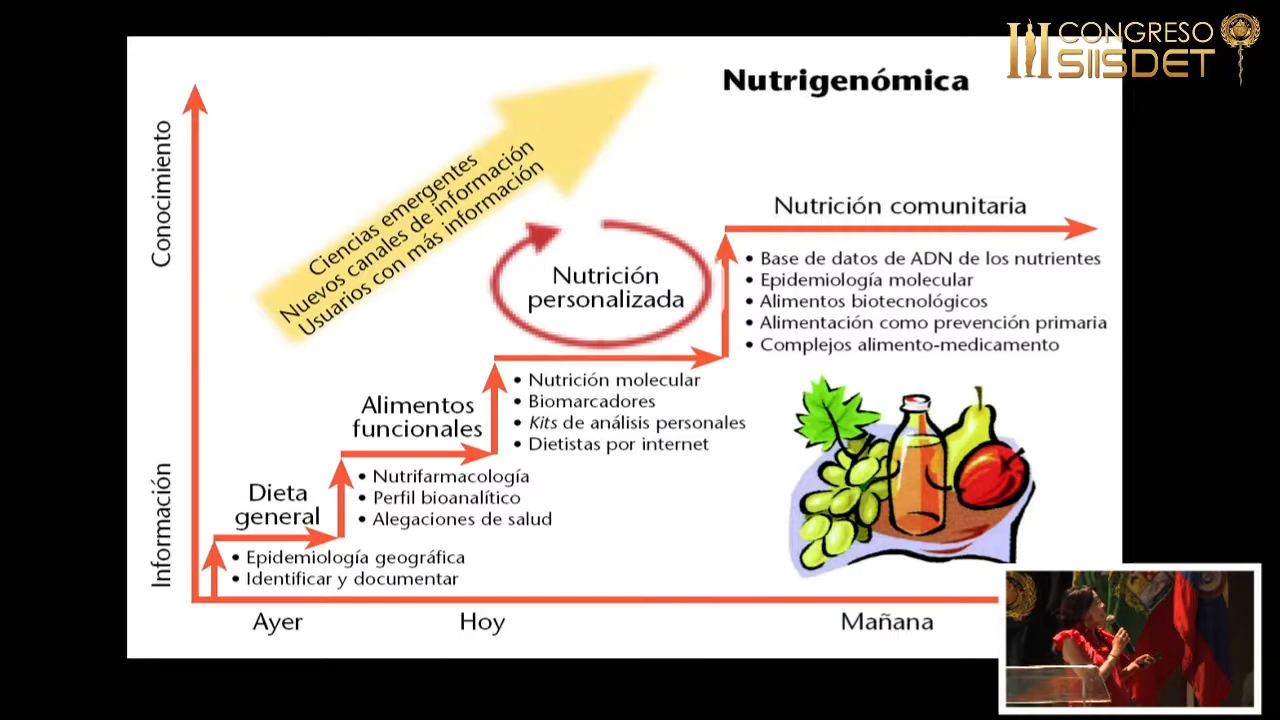 III CONGRESO
SIISDET
Nutrigenómica
Conocimiento
Información
Ciencias emergentes
Nuevos canales de información
Usuarios con más información
Nutrición comunitaria
• Base de datos de ADN de los nutrientes
• Epidemiología molecular
• Alimentos biotecnológicos
• Alimentación como prevención primaria
• Complejos alimento-medicamento
Nutrición
personalizada
• Nutrición molecular
• Biomarcadores
• Kits de análisis personales
• Dietistas por internet
Alimentos
funcionales
• Nutrifarmacología
• Perfil bioanalítico
• Alegaciones de salud
Dieta
general
• Epidemiología geográfica
• Identificar y documentar
Ayer
Hoy
Mañana